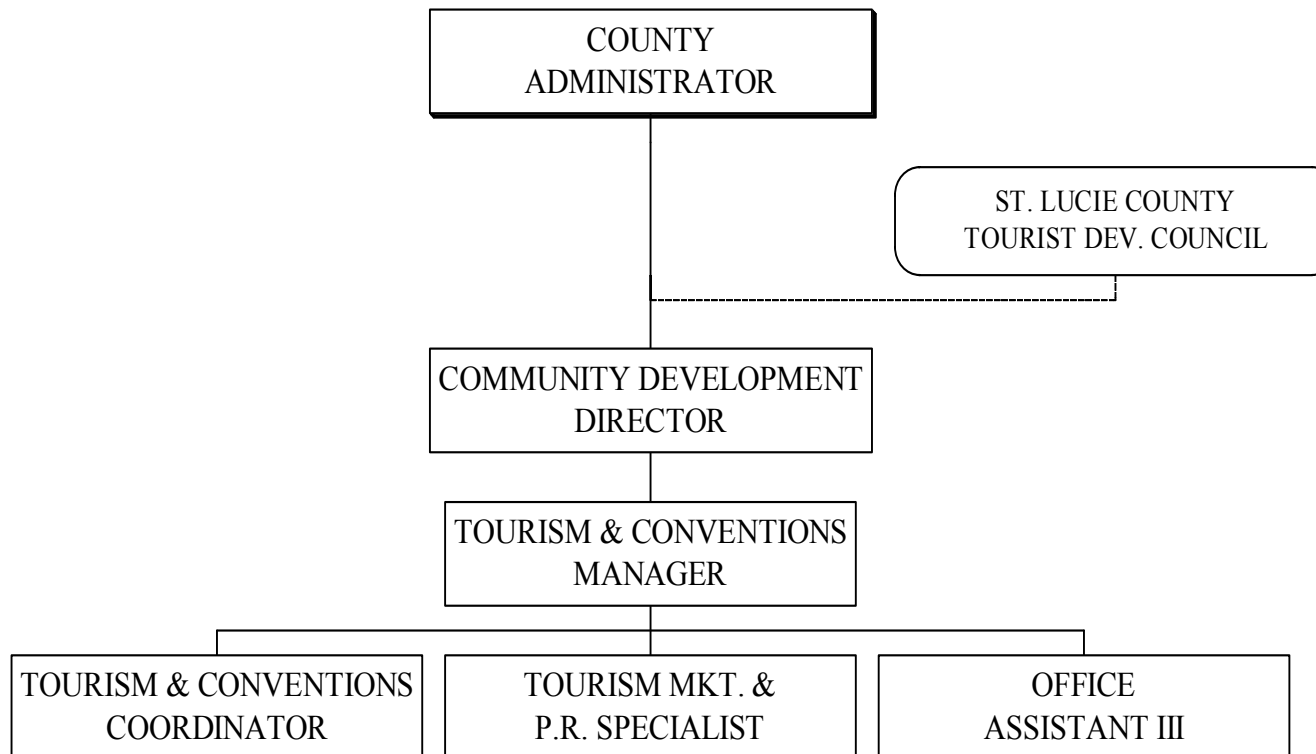 COUNTY
ADMINISTRATOR
ST. LUCIE COUNTY
TOURIST DEV. COUNCIL
COMMUNITY DEVELOPMENT
DIRECTOR
TOURISM & CONVENTIONS
MANAGER
TOURISM & CONVENTIONS
COORDINATOR
TOURISM MKT. &
P.R. SPECIALIST
OFFICE
ASSISTANT III